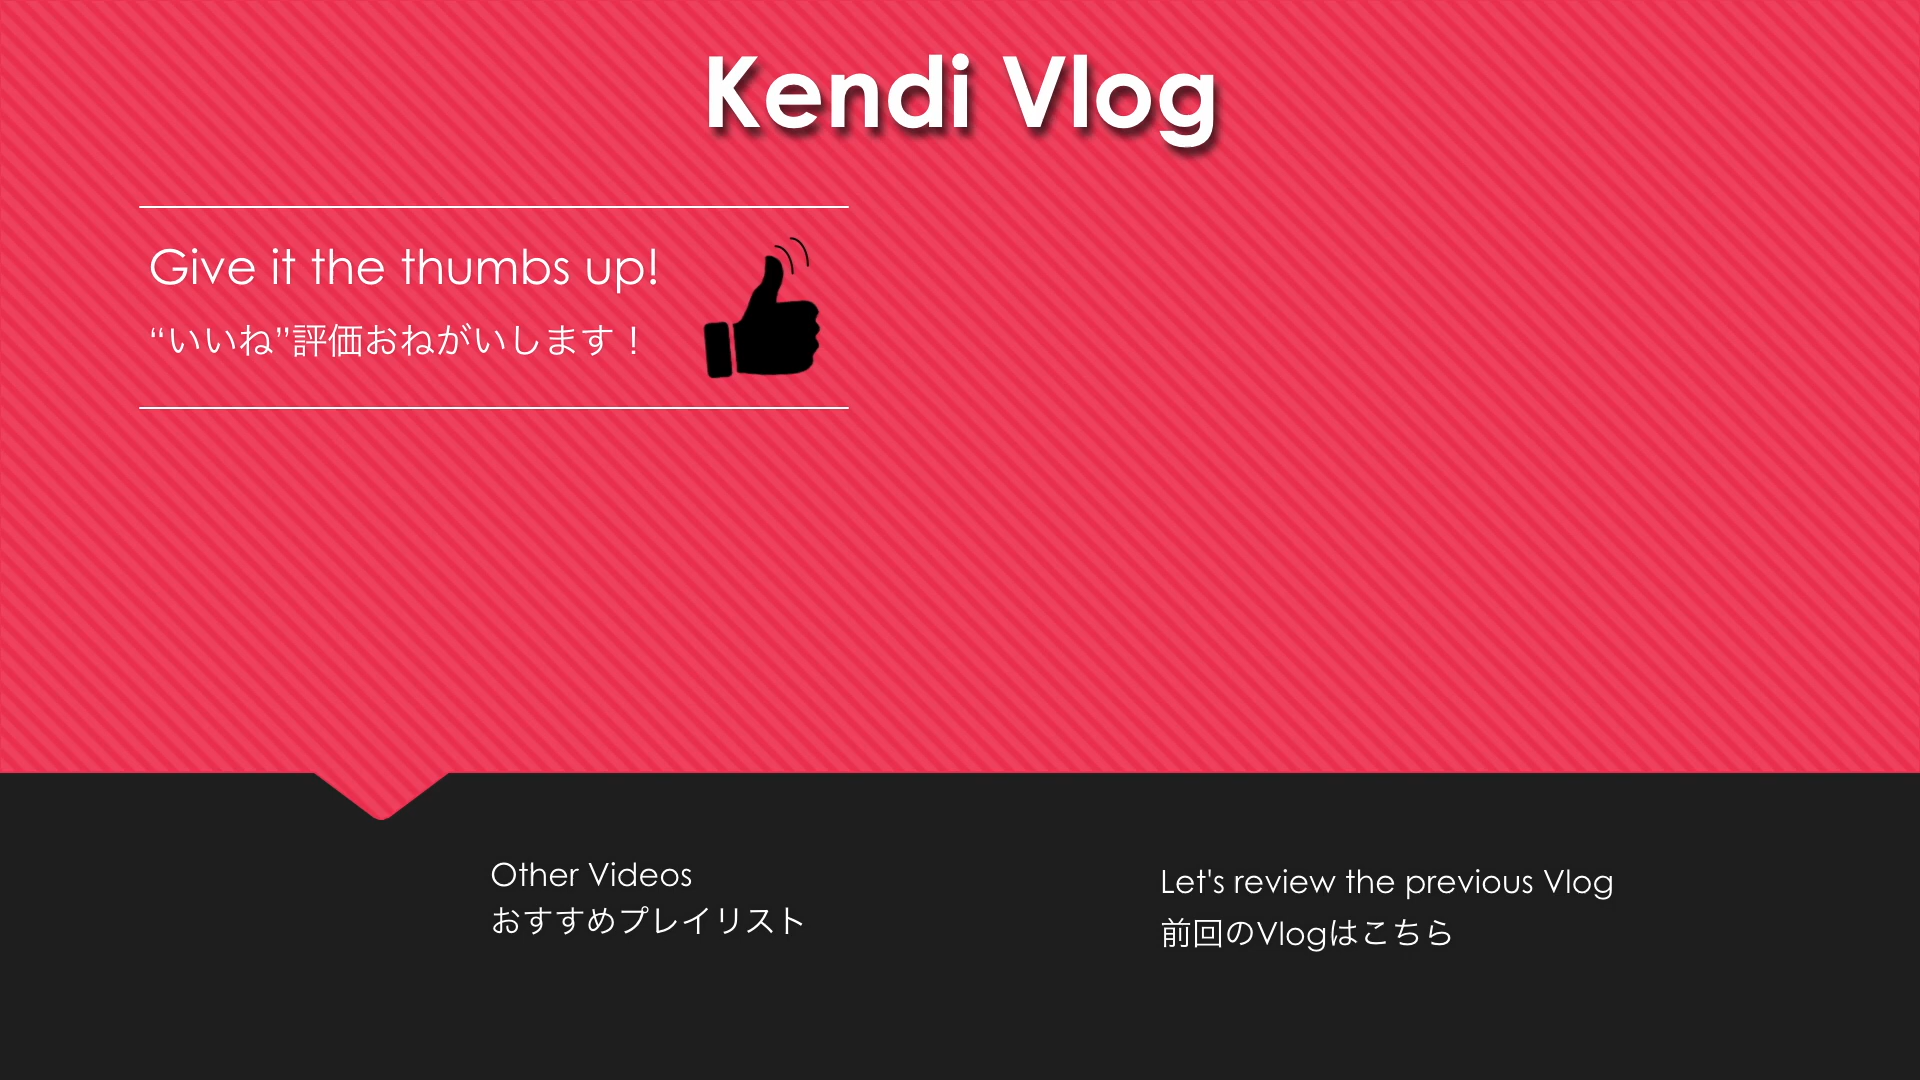 Kendi Vlog
Give it the thumbs up!
“いいね”評価おねがいします！
Other Videos
おすすめプレイリスト
Let's review the previous Vlog
前回のVlogはこちら